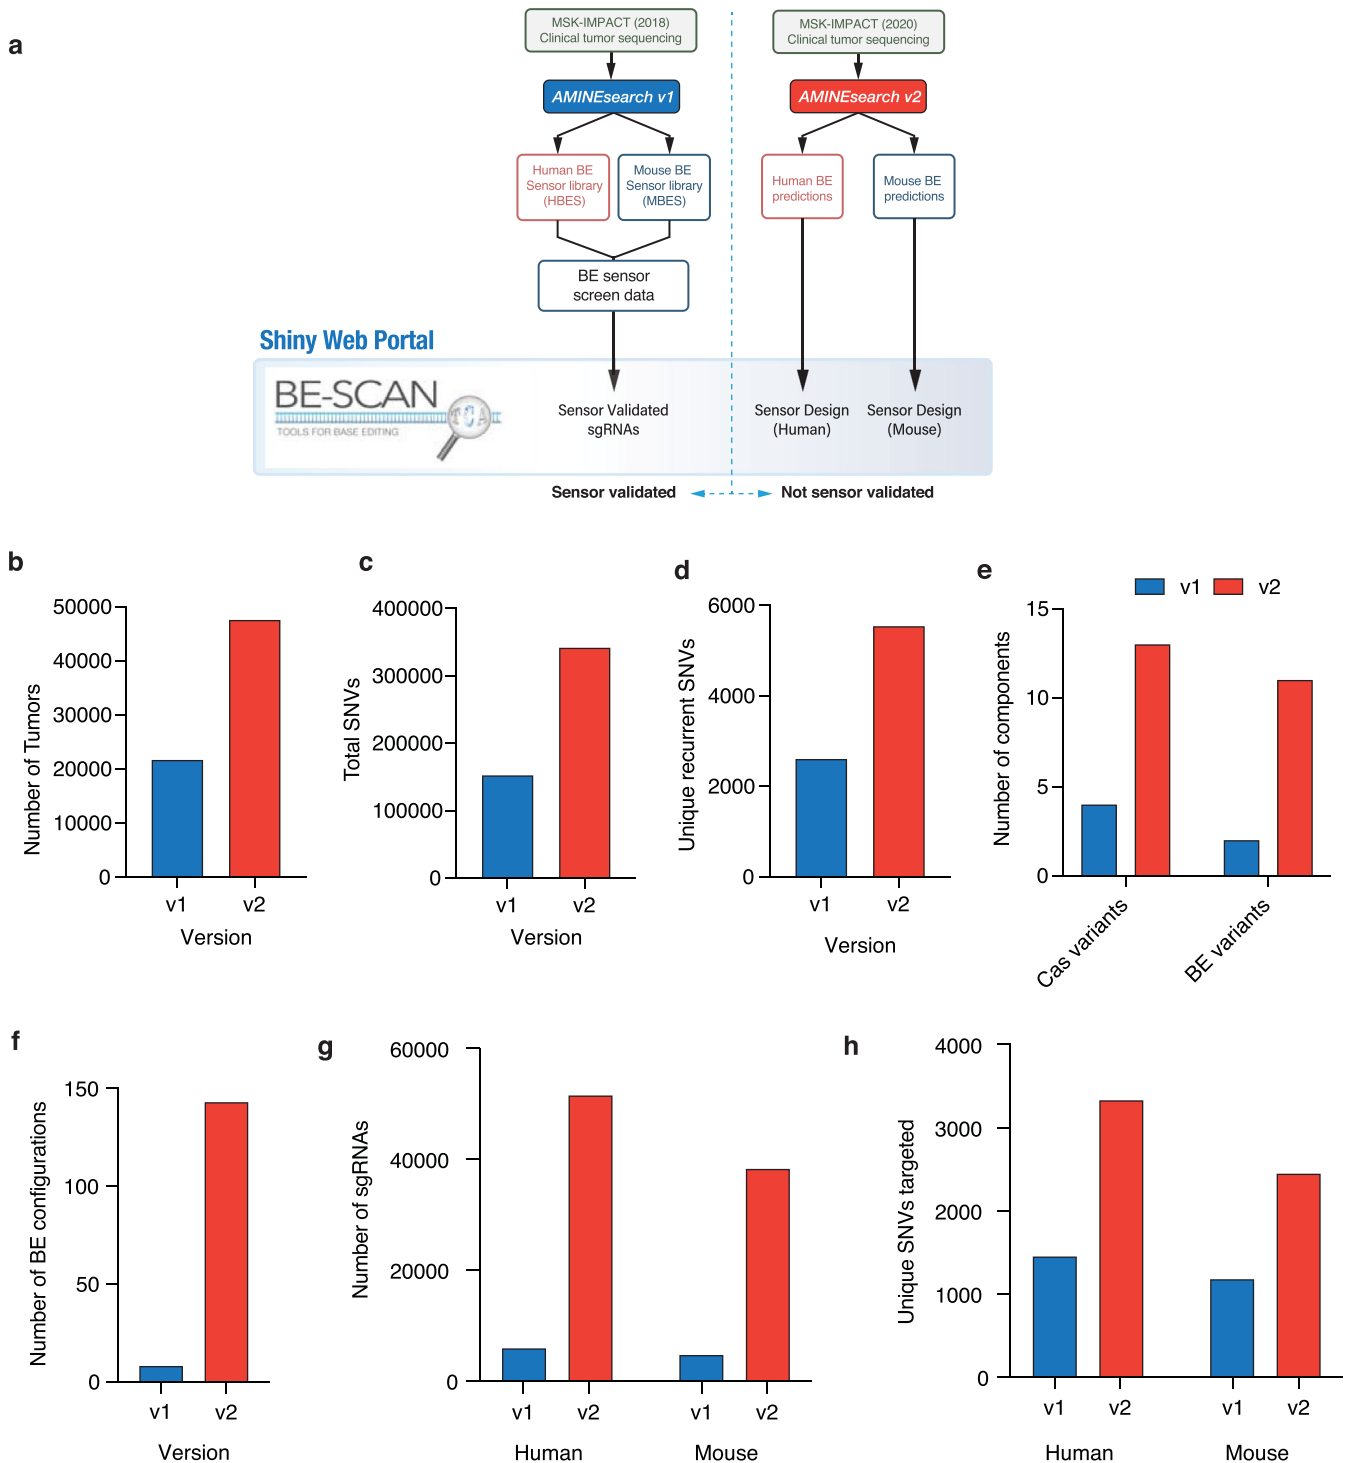 a
MSK-IMPACT (2018)
Clinical tumor sequencing
MSK-IMPACT (2020)
Clinical tumor sequencing
AMINEsearch v1
AMINEsearch v2
Human BE
Sensor library
(HBES)
Mouse BE
Sensor library
(MBES)
Human BE
predictions
Mouse BE
predictions
BE sensor
screen data
Shiny Web Portal
BE-SCAN
TOOLS FOR BASE EDITING
TCA
Sensor Validated
sgRNAs
Sensor Design
(Human)
Sensor Design
(Mouse)
Sensor validated
Not sensor validated
b
Number of Tumors
50000
40000
30000
20000
10000
0
v1
v2
Version
c
Total SNVs
400000
300000
200000
100000
0
v1
v2
Version
d
Unique recurrent SNVs
6000
4000
2000
0
v1
v2
Version
e
v1
v2
Number of components
15
10
5
0
Cas variants
BE variants
f
Number of BE configurations
150
100
50
0
v1
v2
Version
g
Number of sgRNAs
60000
40000
20000
0
v1
v2
v1
v2
Human
Mouse
h
Unique SNVs targeted
4000
3000
2000
1000
0
v1
v2
v1
v2
Human
Mouse